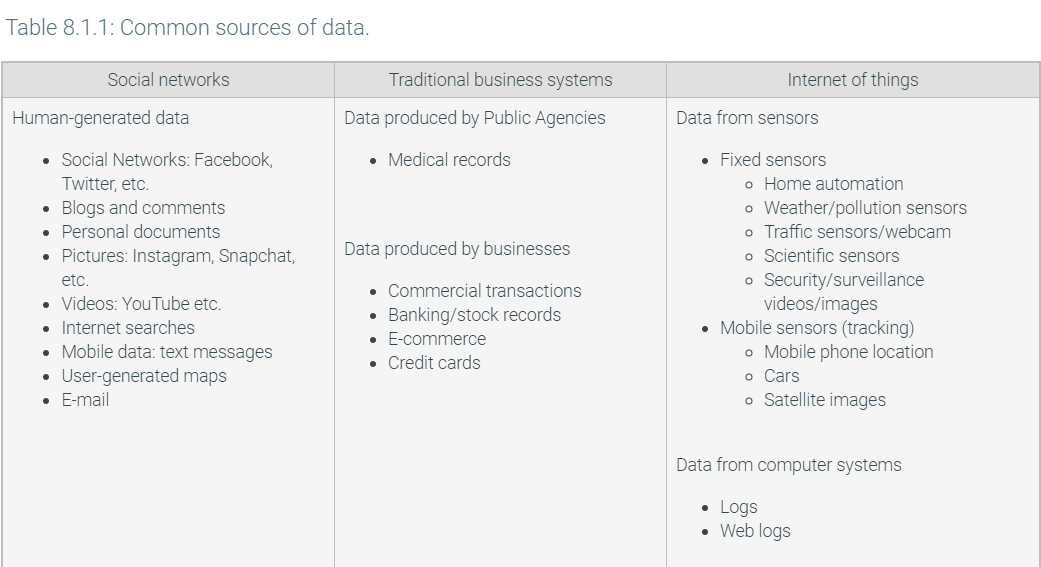 Table 8.1.1: Common sources of data.
Social networks
Traditional business systems
Internet of things
Human-generated data
• Social Networks: Facebook,
Twitter, etc.
• Blogs and comments
• Personal documents
• Pictures: Instagram, Snapchat,
etc.
• Videos: YouTube etc.
• Internet searches
• Mobile data: text messages
• User-generated maps
• E-mail
Data produced by Public Agencies
• Medical records
Data produced by businesses
• Commercial transactions
• Banking/stock records
• E-commerce
• Credit cards
Data from sensors
• Fixed sensors
◦ Home automation
◦ Weather/pollution sensors
◦ Traffic sensors/webcam
◦ Scientific sensors
◦ Security/surveillance
videos/images
• Mobile sensors (tracking)
◦ Mobile phone location
◦ Cars
◦ Satellite images
Data from computer systems
• Logs
• Web logs